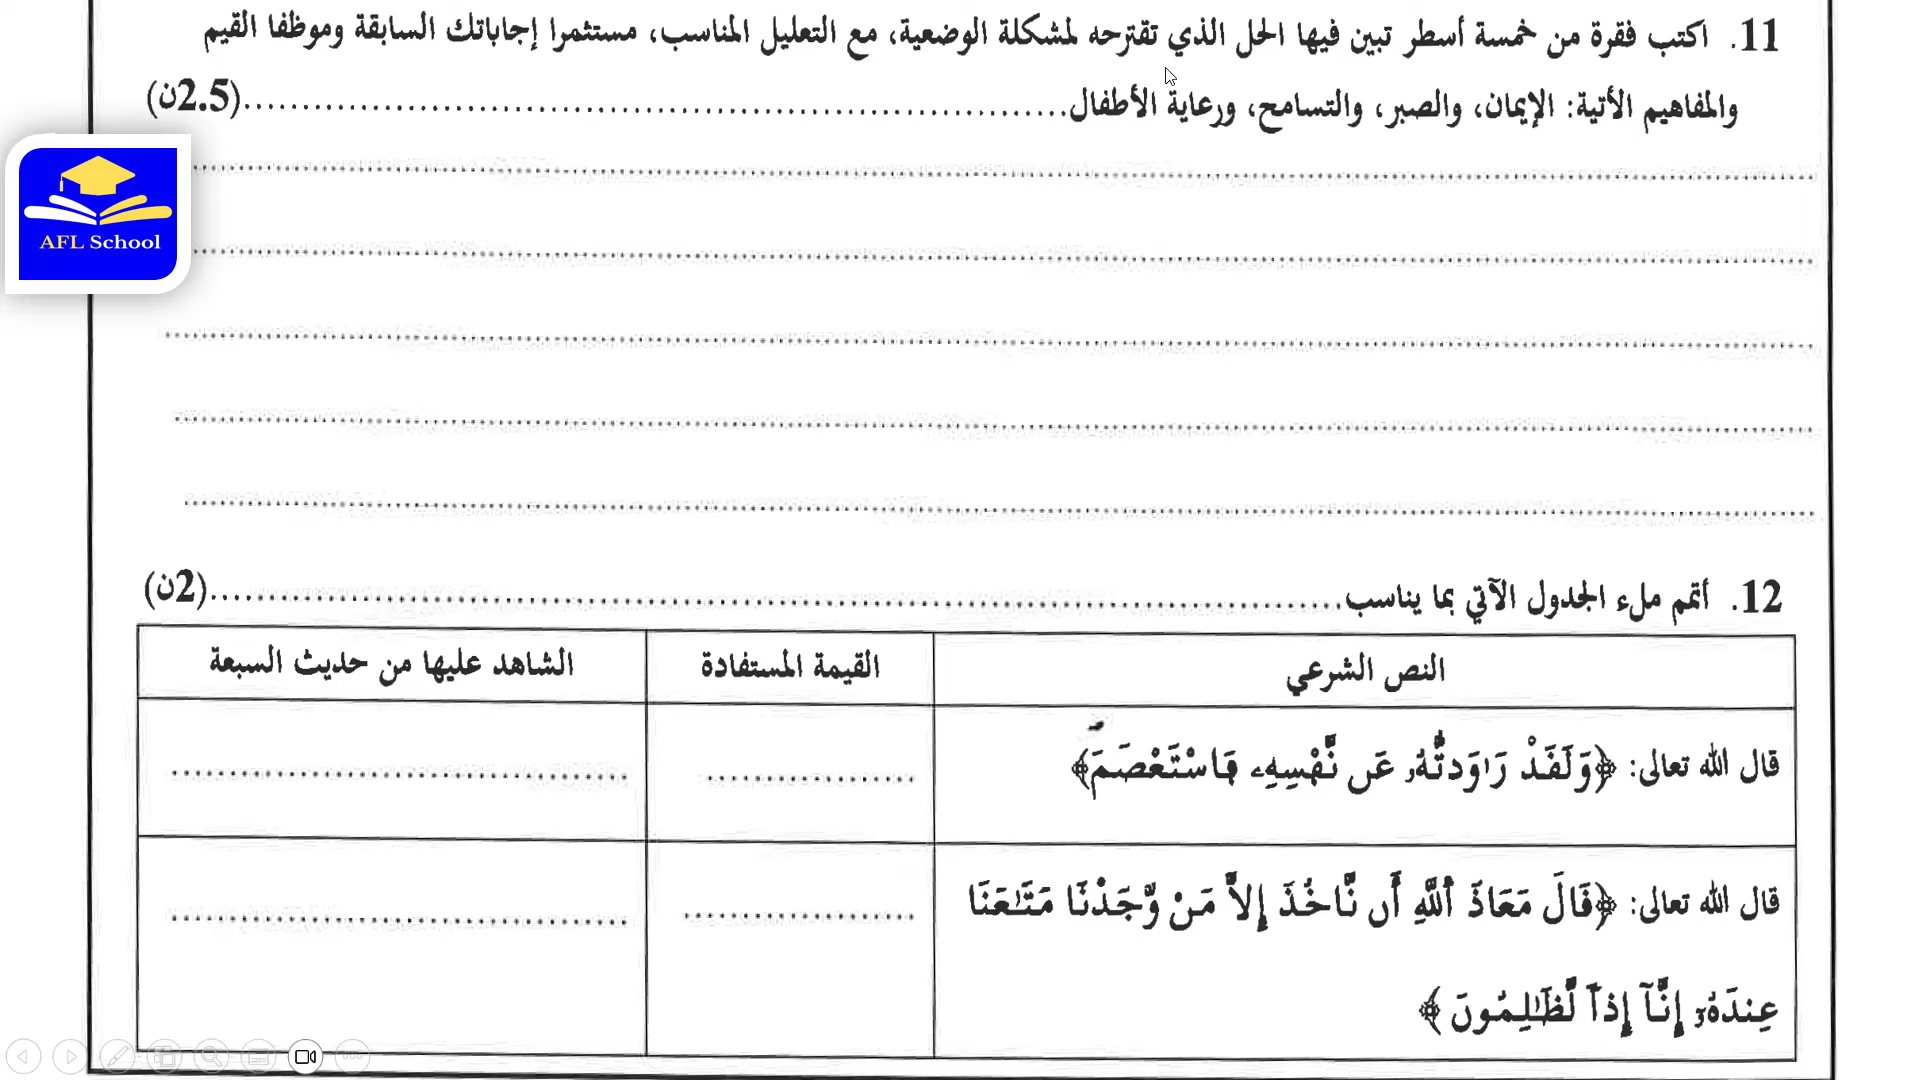 11. اكتب فقرة من خمسة أسطر تبين فيها الحل الذي تقترحه لمشكلة الوضعية، مع التعليل المناسب، مستثمرا إجاباتك السابقة وموظفا القيم
والمفاهيم الأتية: الإيمان، والصبر، والتسامح، ورعاية الأطفال.......................................................................(2.5ن)
AFL School
12. أتمم ملء الجدول الآتي بما يناسب...............................................................................................(2ن)
النص الشرعي القيمة المستفادة الشاهد عليها من حديث السبعة
قال الله تعالى: ﴿وَلَقَدْ رَٰوَدتُّهُۥ عَن نَّفْسِهِۦ فَاسْتَعْصَمَ﴾ .................... ........................................
قال الله تعالى: ﴿قَالَ مَعَاذَ ٱللَّهِ أَن نَّاخُذَ إِلاَّ مَنْ وَّجَدْنَا مَتَٰعَنَا .................... ........................................
عِندَهُۥٓ إِنَّآ إِذاٗ لَّظَٰلِمُونَ ﴾